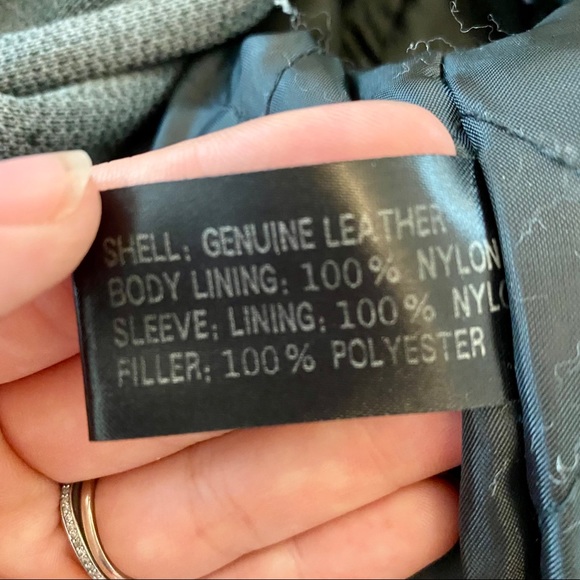 SHELL: GENUINE LEATHER
BODY LINING: 100% NYLON
SLEEVE; LINING: 100% NYL
FILLER; 100% POLYESTER